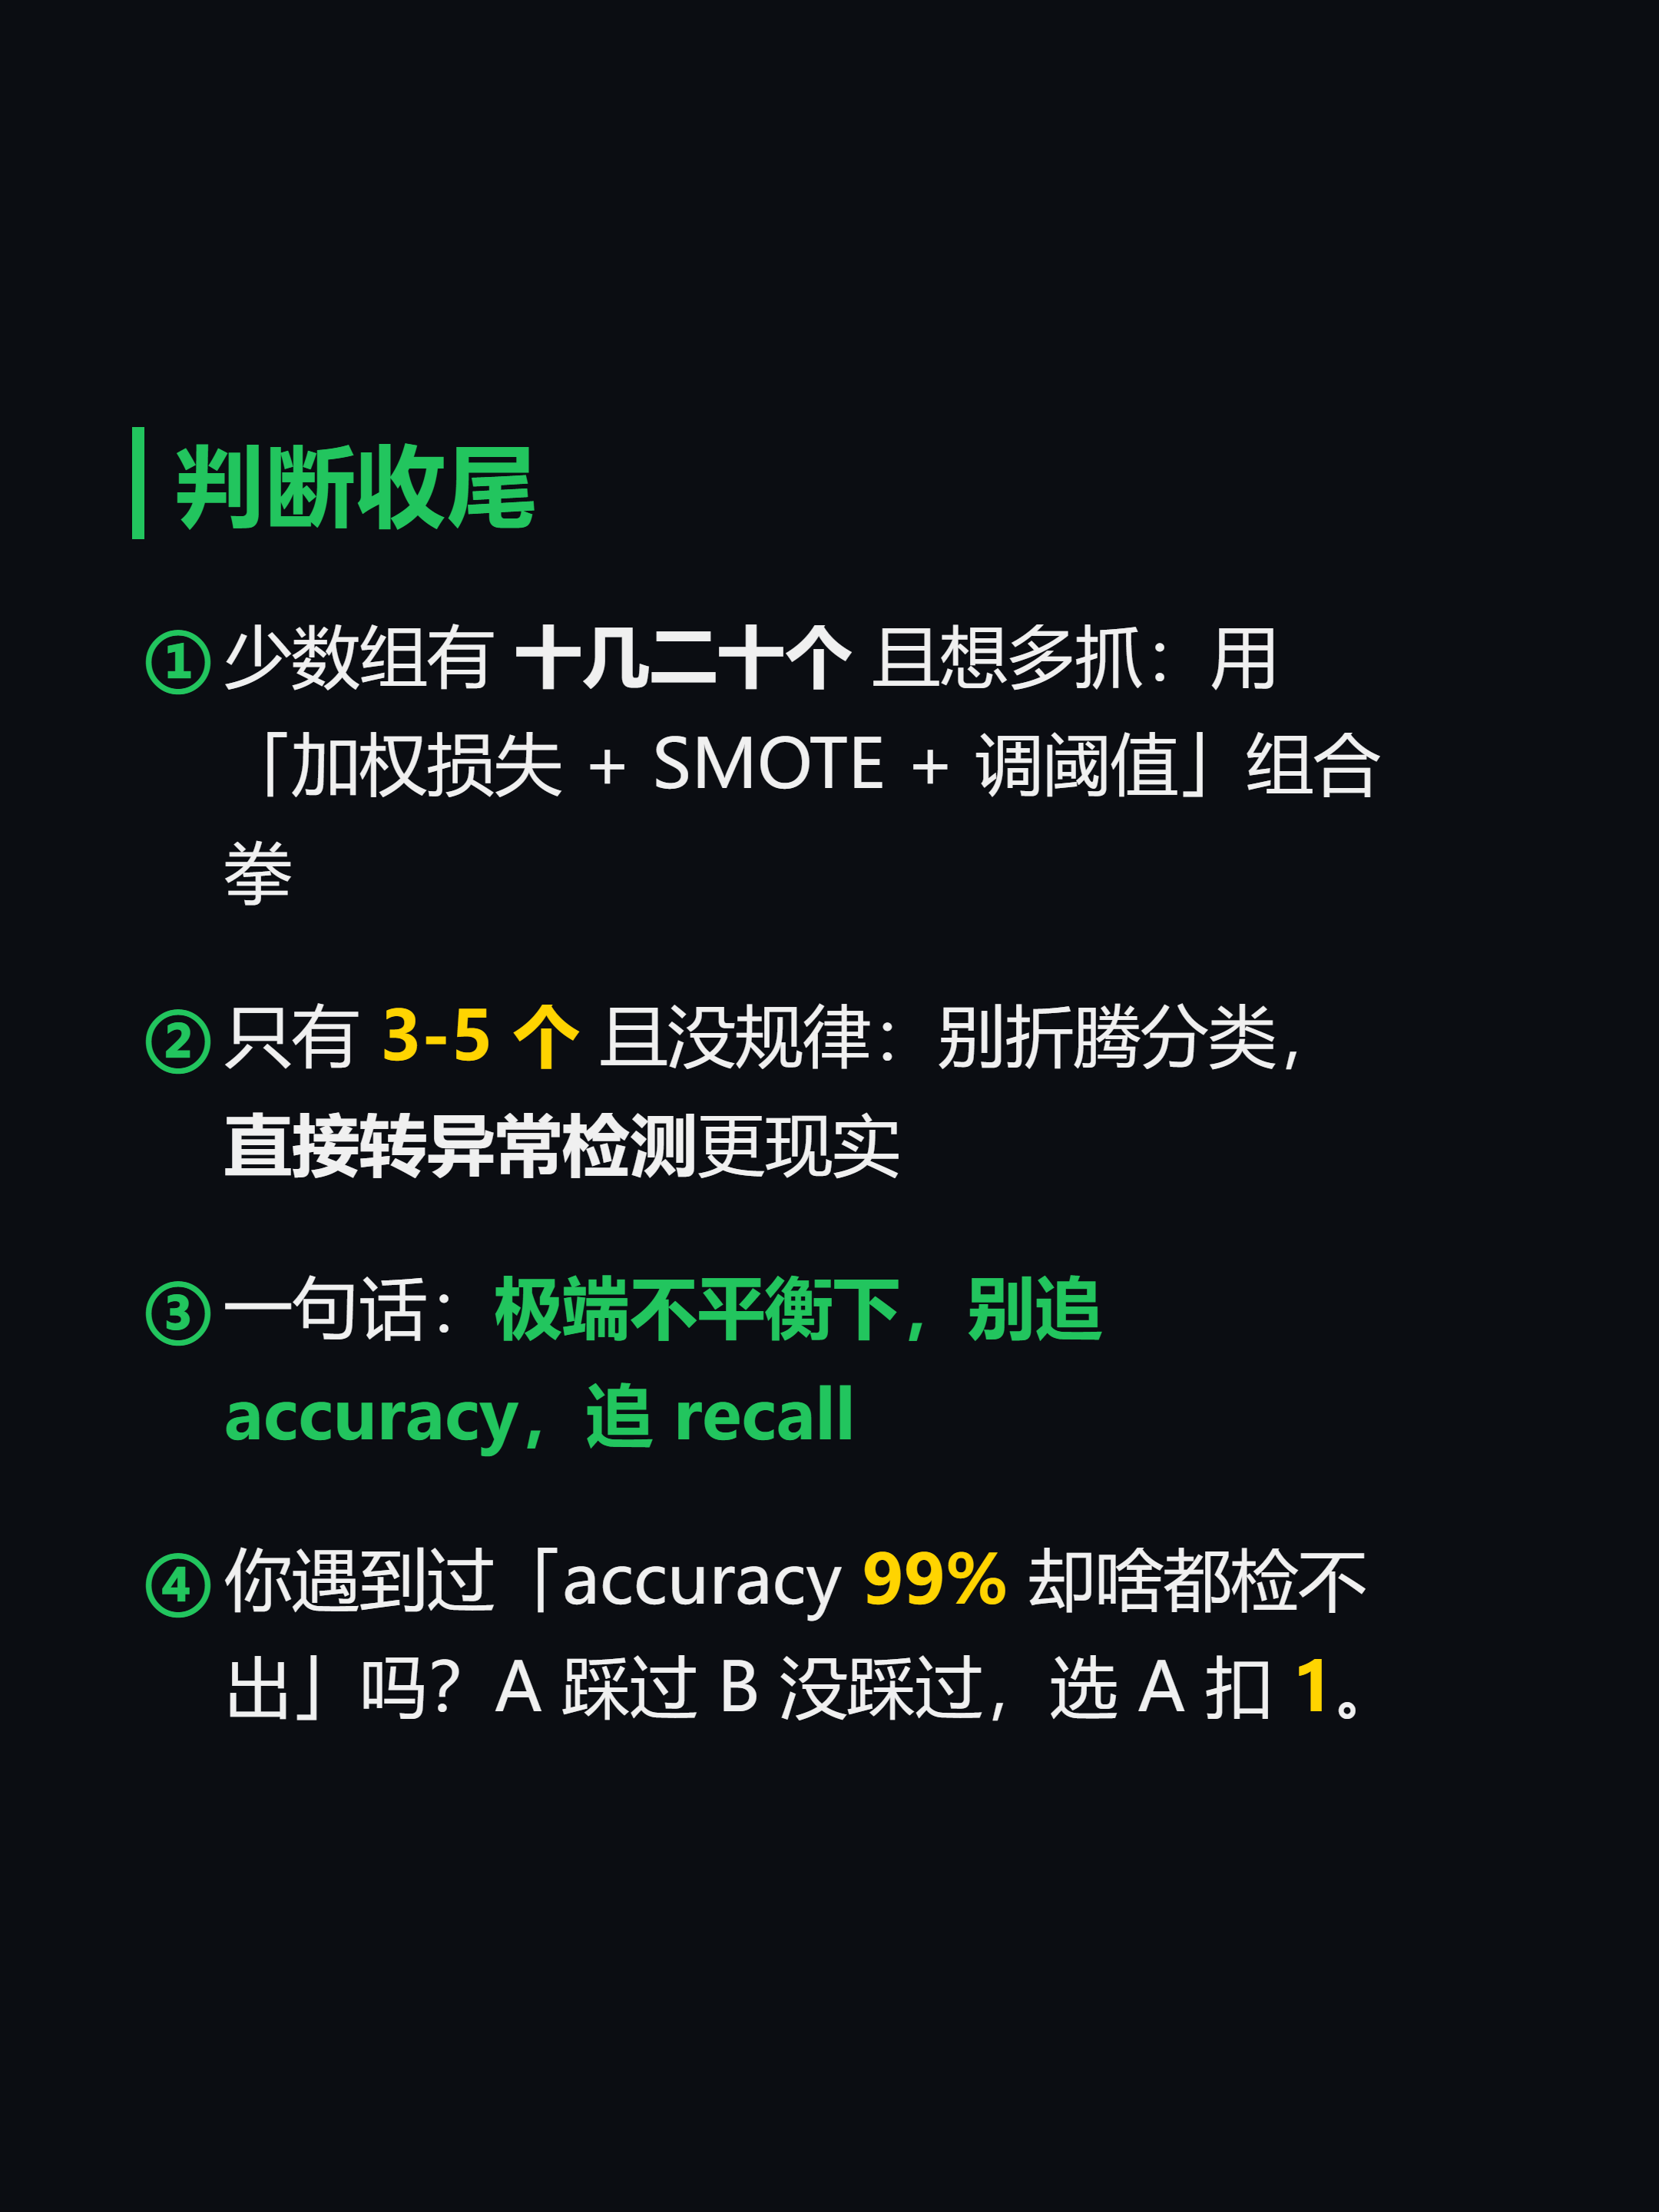 判断收尾
① 少数组有 十几二十个 且想多抓：用
「加权损失 + SMOTE + 调阈值」组合
拳
② 只有 3-5 个 且没规律：别折腾分类，
直接转异常检测更现实
③ 一句话：极端不平衡下，别追
accuracy，追 recall
④ 你遇到过「accuracy 99% 却啥都检不
出」吗？A 踩过 B 没踩过，选 A 扣 1。